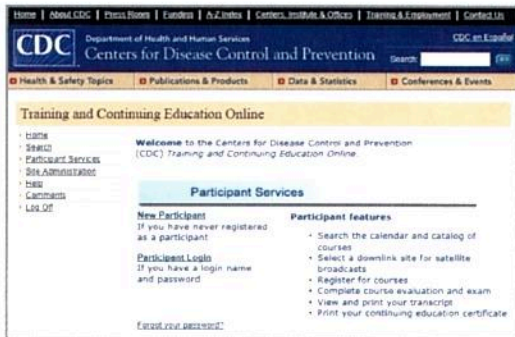 Home | About CDC | Press Room | Funding | A-Z Index | Centers, Institute & Offices | Training & Employment | Contact Us
CDC
Department of Health and Human Services
Centers for Disease Control and Prevention
CDC en Español
Search:
Health & Safety Topics
Publications & Products
Data & Statistics
Conferences & Events
Training and Continuing Education Online
Home
Search
Participant Services
Site Administration
Help
Comments
Log Off
Welcome to the Centers for Disease Control and Prevention
(CDC) Training and Continuing Education Online.
Participant Services
New Participant
If you have never registered
as a participant
Participant Login
If you have a login name
and password
Forgot your password?
Participant features
• Search the calendar and catalog of
courses
• Select a downlink site for satellite
broadcasts
• Register for courses
• Complete course evaluation and exam
• View and print your transcript
• Print your continuing education certificate